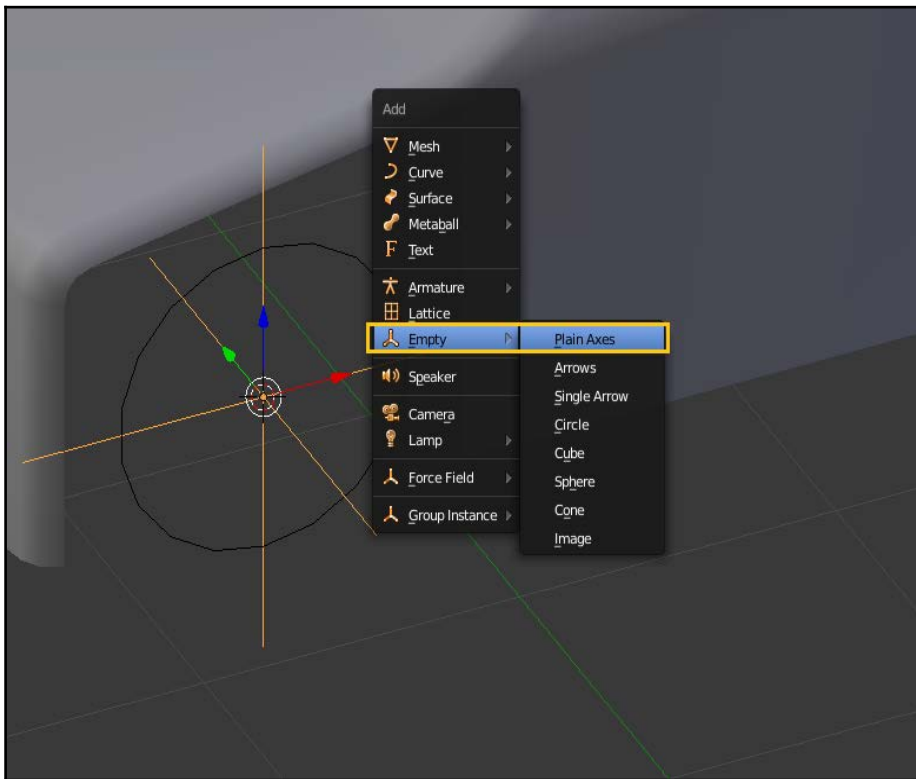 Add
Mesh
Curve
Surface
Metaball
Text
Armature
Lattice
Empty
Speaker
Camera
Lamp
Force Field
Group Instance
Plain Axes
Arrows
Single Arrow
Circle
Cube
Sphere
Cone
Image